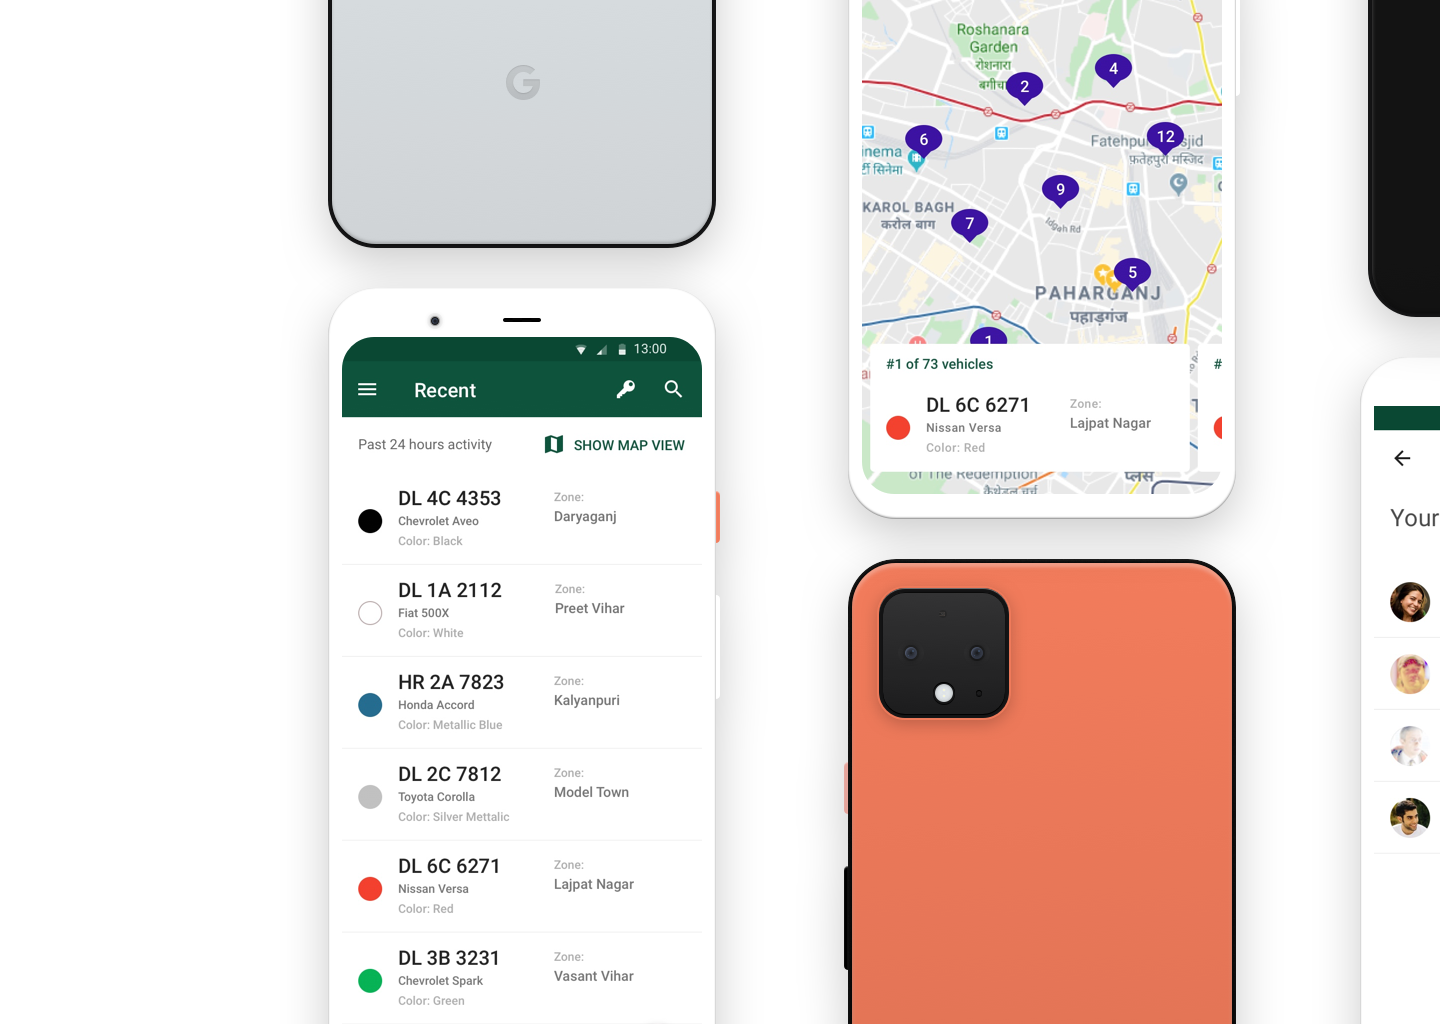 G
13:00
Recent
Past 24 hours activity
SHOW MAP VIEW
DL 4C 4353
Chevrolet Aveo
Color: Black
Zone:
Daryaganj
DL 1A 2112
Fiat 500X
Color: White
Zone:
Preet Vihar
HR 2A 7823
Honda Accord
Color: Metallic Blue
Zone:
Kalyanpuri
DL 2C 7812
Toyota Corolla
Color: Silver Mettalic
Zone:
Model Town
DL 6C 6271
Nissan Versa
Color: Red
Zone:
Lajpat Nagar
DL 3B 3231
Chevrolet Spark
Color: Green
Zone:
Vasant Vihar
Roshanara
Garden
रोशनारा
बगीचा
2
4
6
12
inema
र्टी सिनेमा
Fatehpu
sjid
फ़तेहपुरी मस्जिद
9
KAROL BAGH
करोल बाग
7
Idgah Rd
5
PAHARGANJ
पहाड़गंज
1
#1 of 73 vehicles
#
DL 6C 6271
Nissan Versa
Color: Red
Zone:
Lajpat Nagar
of The Redemption
प्लेस
Your